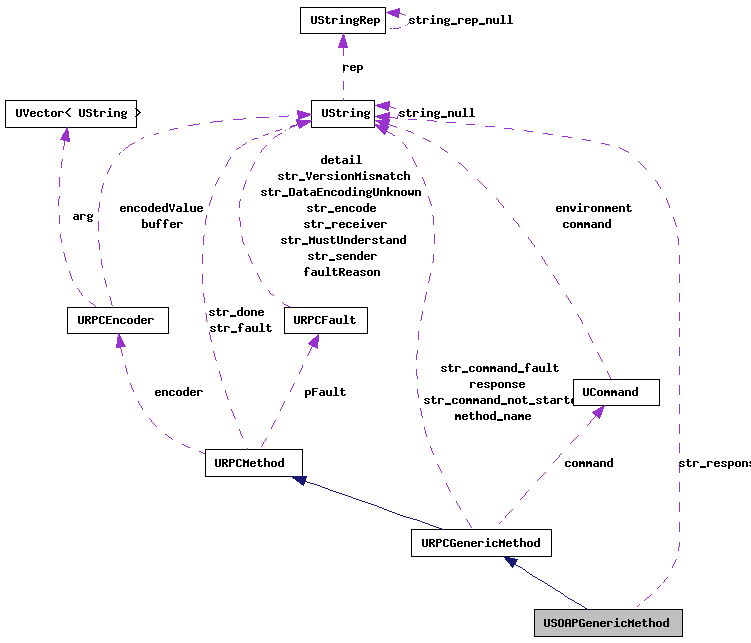 UStringRep
string_rep_null
rep
UVector< UString >
UString
string_null
detail
str_VersionMismatch
str_DataEncodingUnknown
str_encode
str_receiver
str_MustUnderstand
str_sender
faultReason
arg
encodedValue
buffer
environment
command
URPCEncoder
str_done
str_fault
URPCFault
str_command_fault
response
str_command_not_starte
method_name
UCommand
encoder
pFault
URPCMethod
command
str_respons
URPCGenericMethod
USOAPGenericMethod